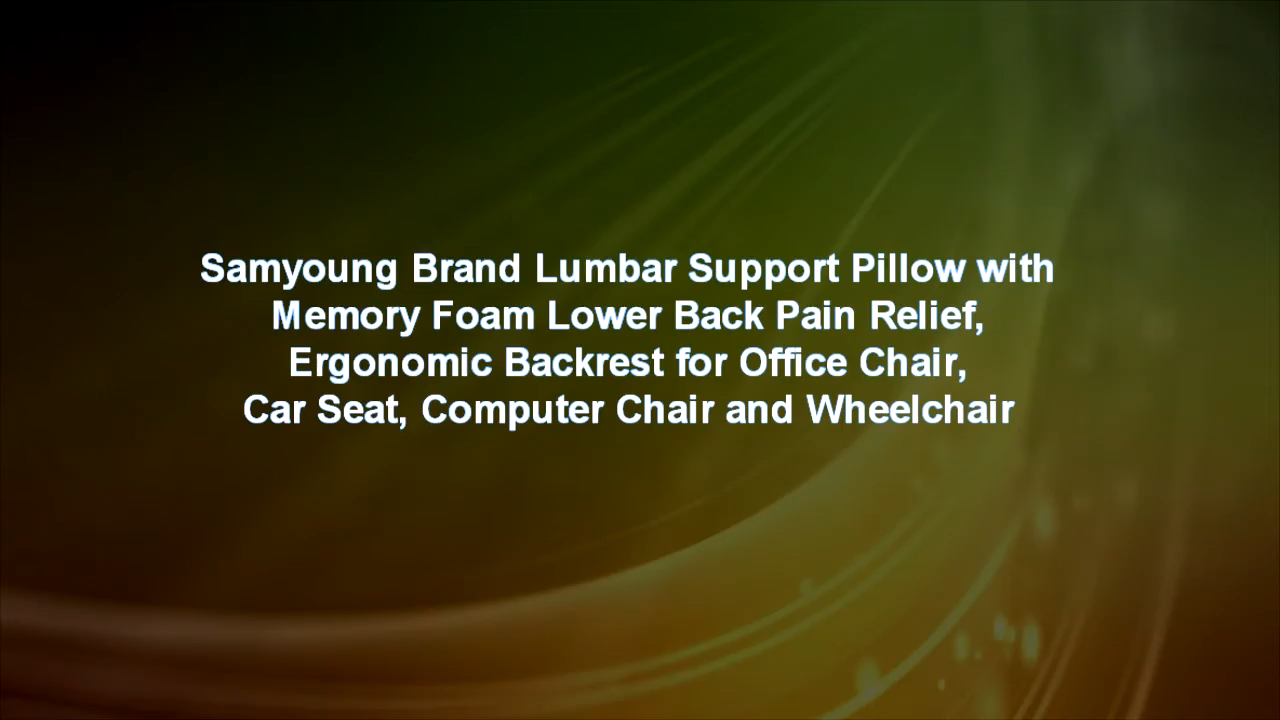 Samyoung Brand Lumbar Support Pillow with
Memory Foam Lower Back Pain Relief,
Ergonomic Backrest for Office Chair,
Car Seat, Computer Chair and Wheelchair